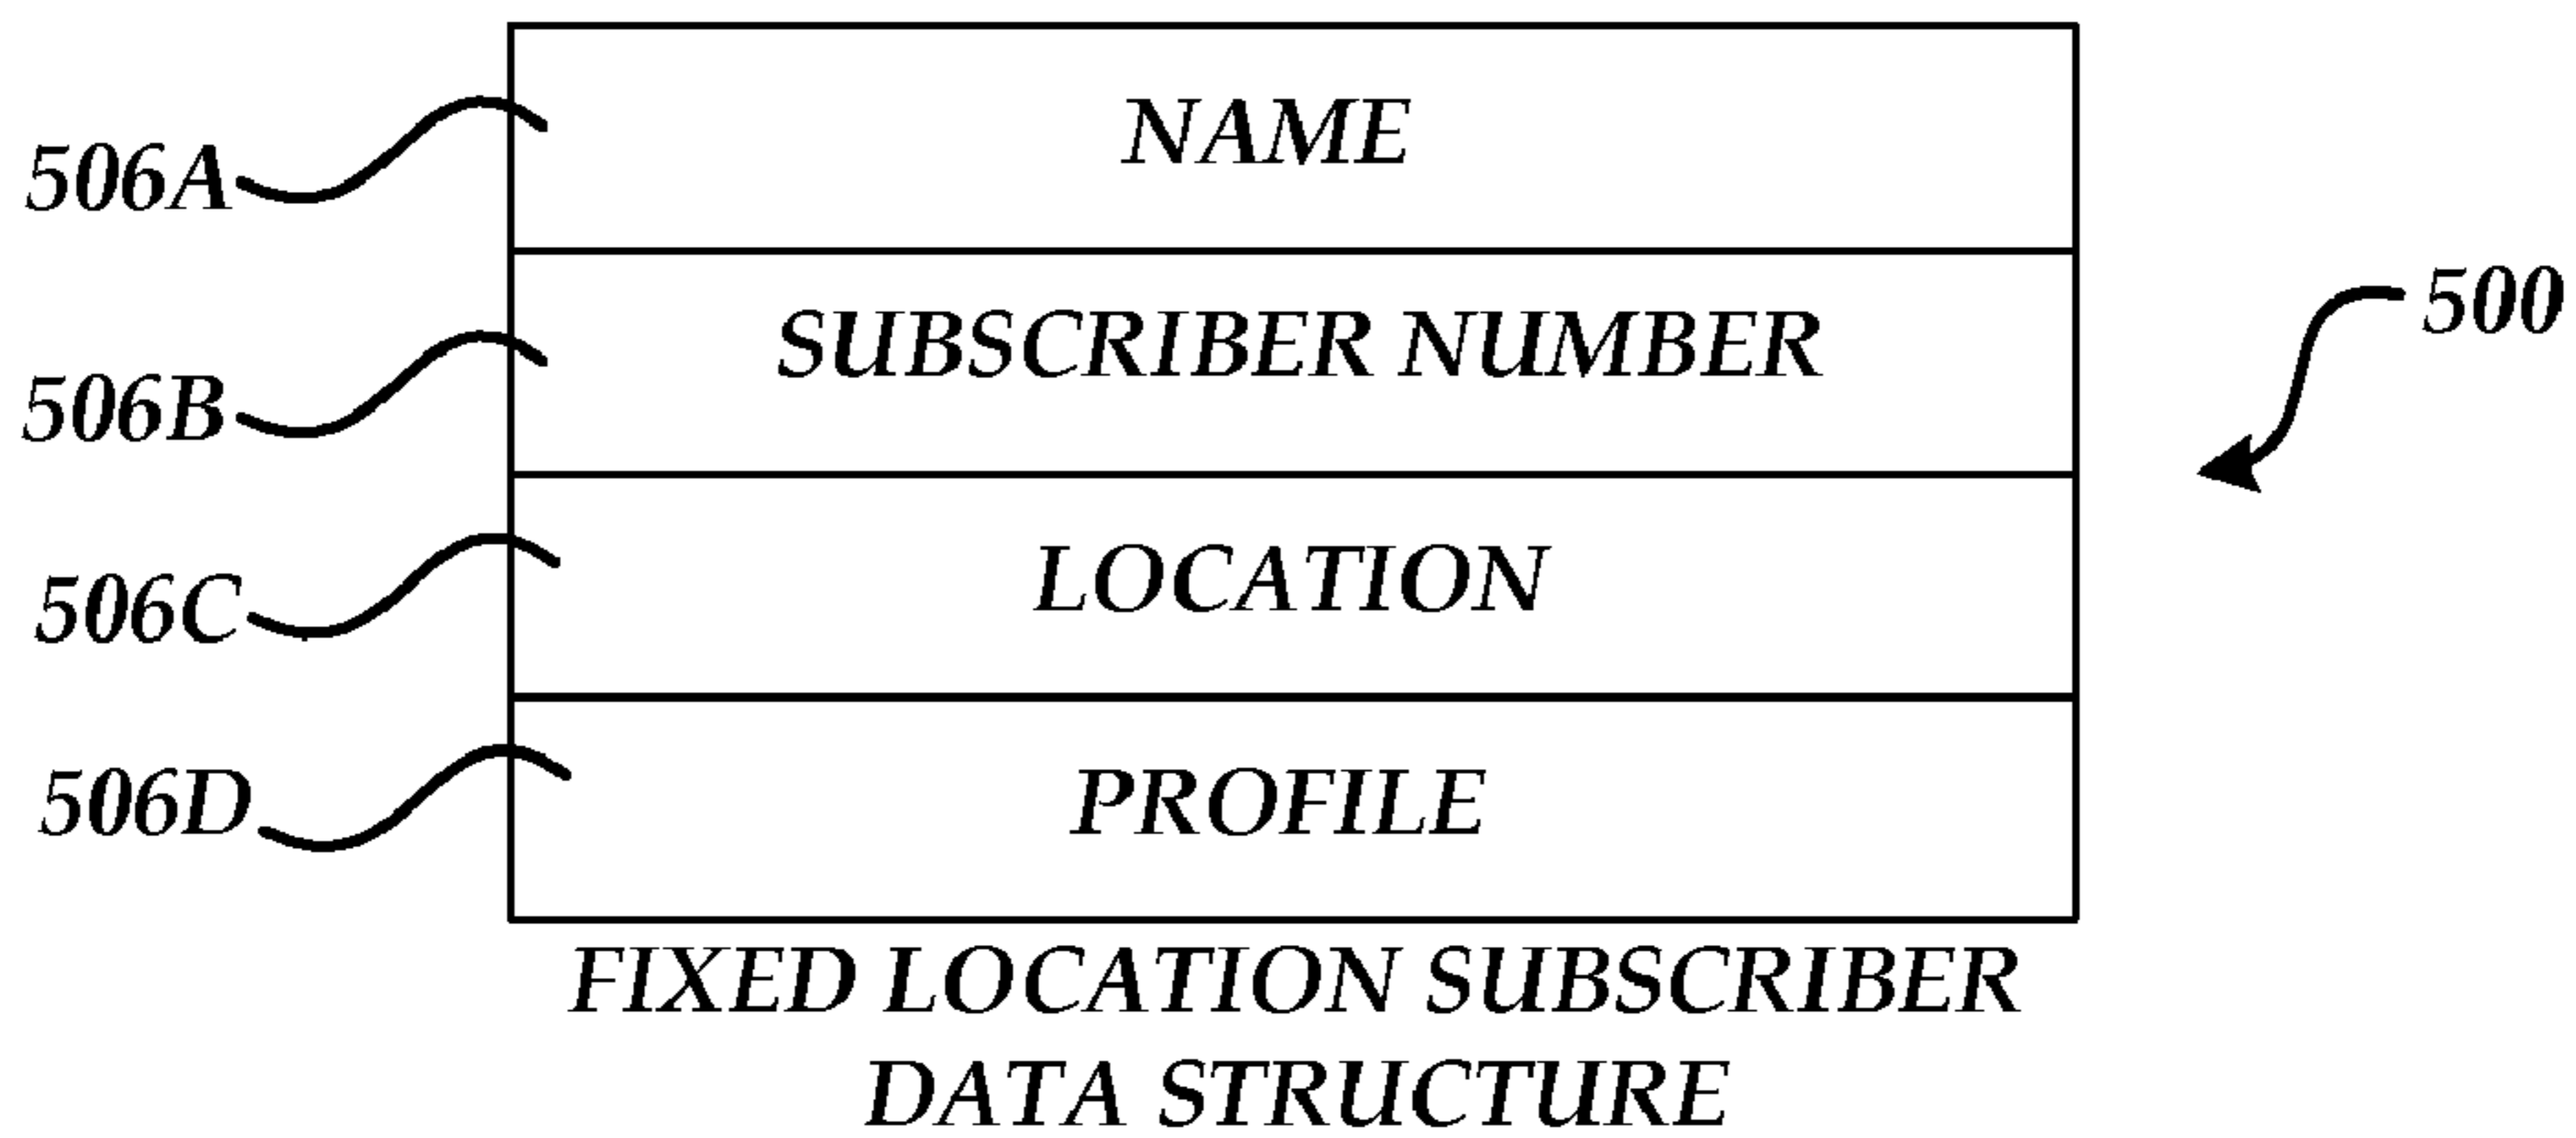 NAME
506A
SUBSCRIBER NUMBER
500
506B
LOCATION
506C
PROFILE
506D
FIXED LOCATION SUBSCRIBER
DATA STRUCTURE